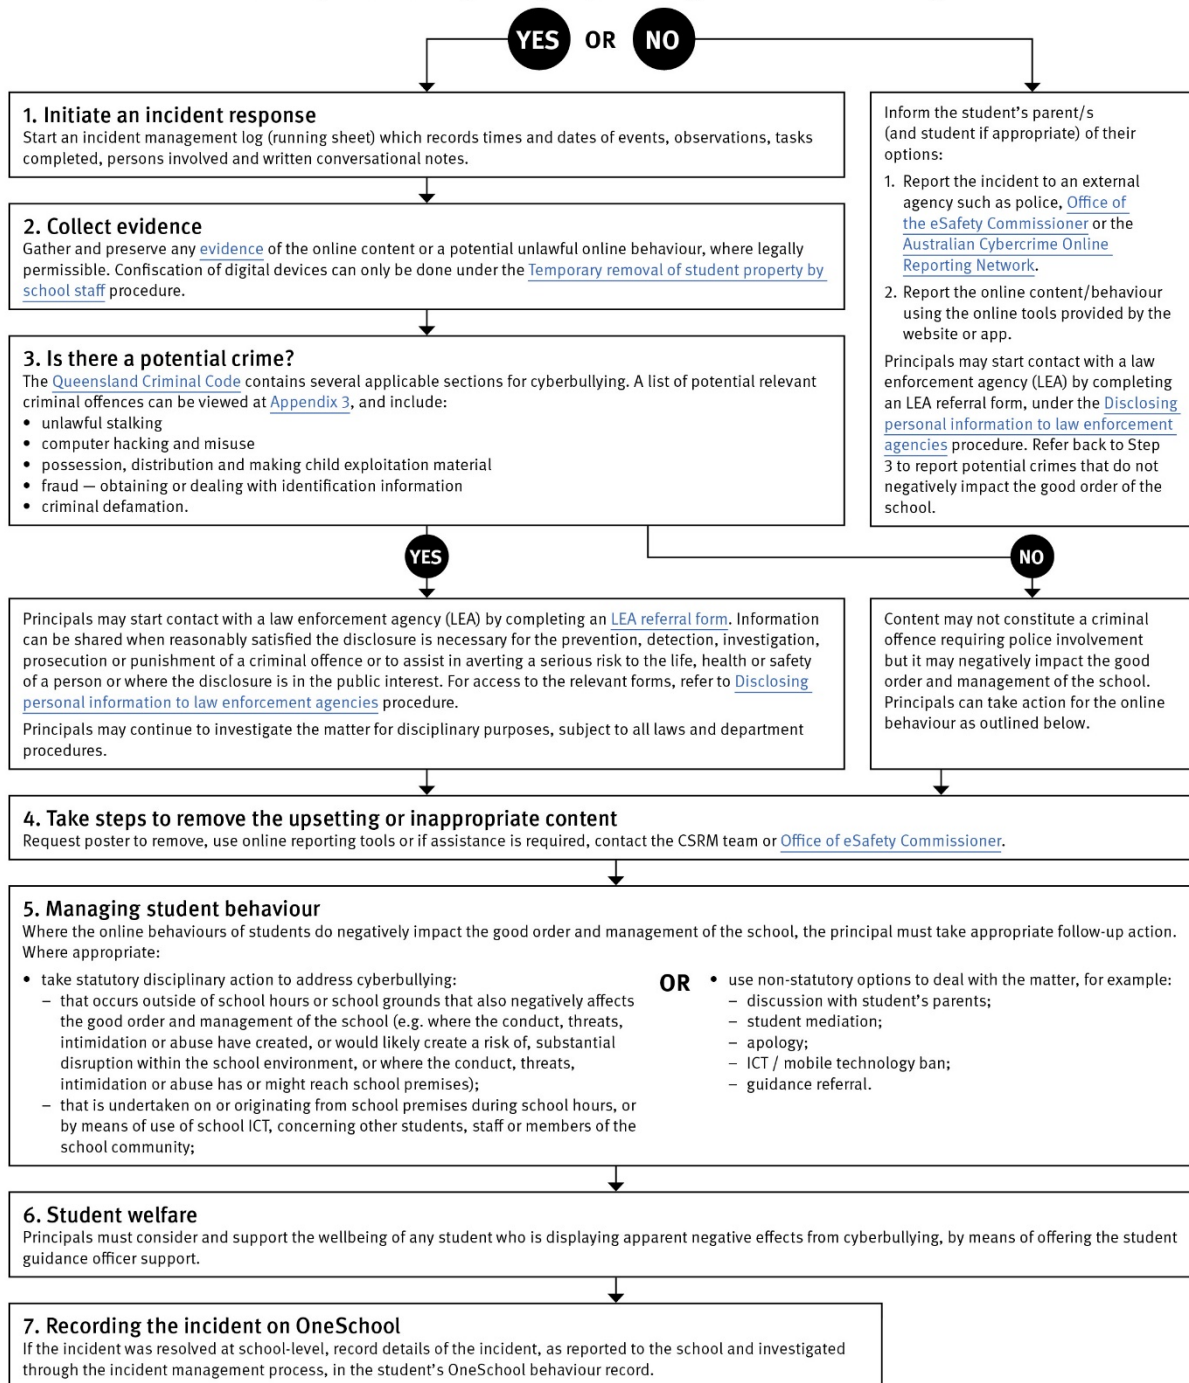 YES OR NO
1. Initiate an incident response
Start an incident management log (running sheet) which records times and dates of events, observations, tasks
completed, persons involved and written conversational notes.
2. Collect evidence
Gather and preserve any evidence of the online content or a potential unlawful online behaviour, where legally
permissible. Confiscation of digital devices can only be done under the Temporary removal of student property by
school staff procedure.
3. Is there a potential crime?
The Queensland Criminal Code contains several applicable sections for cyberbullying. A list of potential relevant
criminal offences can be viewed at Appendix 3, and include:
• unlawful stalking
• computer hacking and misuse
• possession, distribution and making child exploitation material
• fraud — obtaining or dealing with identification information
• criminal defamation.
Inform the student's parent/s
(and student if appropriate) of their
options:
1. Report the incident to an external
agency such as police, Office of
the eSafety Commissioner or the
Australian Cybercrime Online
Reporting Network.
2. Report the online content/behaviour
using the online tools provided by the
website or app.
Principals may start contact with a law
enforcement agency (LEA) by completing
an LEA referral form, under the Disclosing
personal information to law enforcement
agencies procedure. Refer back to Step
3 to report potential crimes that do not
negatively impact the good order of the
school.
YES
NO
Principals may start contact with a law enforcement agency (LEA) by completing an LEA referral form. Information
can be shared when reasonably satisfied the disclosure is necessary for the prevention, detection, investigation,
prosecution or punishment of a criminal offence or to assist in averting a serious risk to the life, health or safety
of a person or where the disclosure is in the public interest. For access to the relevant forms, refer to Disclosing
personal information to law enforcement agencies procedure.
Principals may continue to investigate the matter for disciplinary purposes, subject to all laws and department
procedures.
Content may not constitute a criminal
offence requiring police involvement
but it may negatively impact the good
order and management of the school.
Principals can take action for the online
behaviour as outlined below.
4. Take steps to remove the upsetting or inappropriate content
Request poster to remove, use online reporting tools or if assistance is required, contact the CSRM team or Office of eSafety Commissioner.
5. Managing student behaviour
Where the online behaviours of students do negatively impact the good order and management of the school, the principal must take appropriate follow-up action.
Where appropriate:
• take statutory disciplinary action to address cyberbullying:
– that occurs outside of school hours or school grounds that also negatively affects
the good order and management of the school (e.g. where the conduct, threats,
intimidation or abuse have created, or would likely create a risk of, substantial
disruption within the school environment, or where the conduct, threats,
intimidation or abuse has or might reach school premises);
– that is undertaken on or originating from school premises during school hours, or
by means of use of school ICT, concerning other students, staff or members of the
school community;
OR
• use non-statutory options to deal with the matter, for example:
– discussion with student's parents;
– student mediation;
– apology;
– ICT / mobile technology ban;
– guidance referral.
6. Student welfare
Principals must consider and support the wellbeing of any student who is displaying apparent negative effects from cyberbullying, by means of offering the student
guidance officer support.
7. Recording the incident on OneSchool
If the incident was resolved at school-level, record details of the incident, as reported to the school and investigated
through the incident management process, in the student's OneSchool behaviour record.